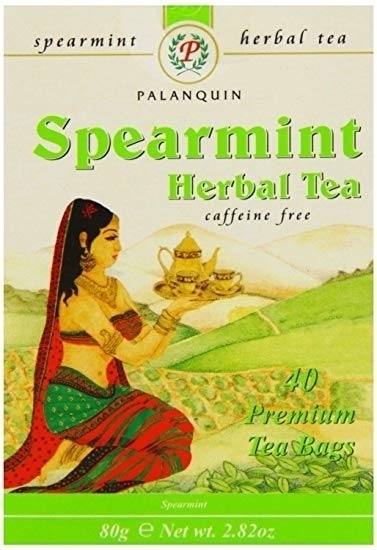 spearmint P herbal tea
PALANQUIN
Spearmint
Herbal Tea
caffeine free
40
Premium
Tea Bags
Spearmint
80g ℮ Net wt. 2.82oz